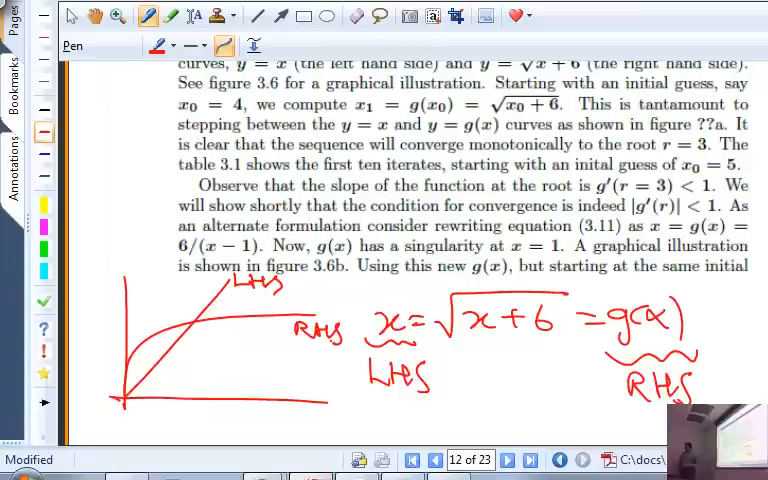 Pages
Pen
curves, y = x (the left hand side) and y = √x + 6 (the right hand side).
See figure 3.6 for a graphical illustration. Starting with an initial guess, say
x₀ = 4, we compute x₁ = g(x₀) = √x₀ + 6. This is tantamount to
stepping between the y = x and y = g(x) curves as shown in figure ??a. It
is clear that the sequence will converge monotonically to the root r = 3. The
table 3.1 shows the first ten iterates, starting with an inital guess of x₀ = 5.
Observe that the slope of the function at the root is g′(r = 3) < 1. We
will show shortly that the condition for convergence is indeed |g′(r)| < 1. As
an alternate formulation consider rewriting equation (3.11) as x = g(x) =
6/(x − 1). Now, g(x) has a singularity at x = 1. A graphical illustration
is shown in figure 3.6b. Using this new g(x), but starting at the same initial
Bookmarks
Annotations
LHS
RHS
x = √x + 6 = g(x)
LHS
RHS
Modified
12 of 23
C:\docs